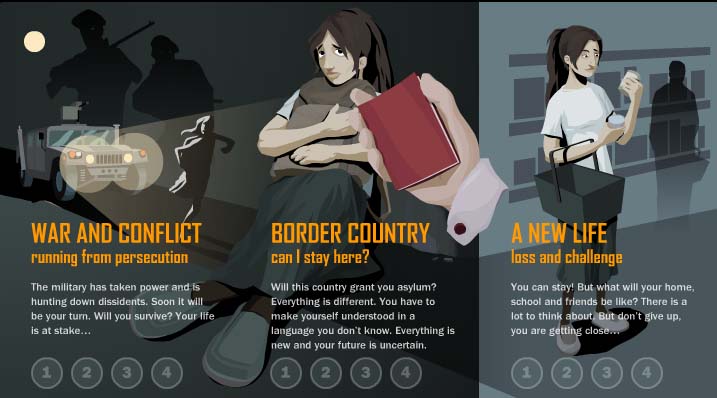 WAR AND CONFLICT
running from persecution
The military has taken power and is
hunting down dissidents. Soon it will
be your turn. Will you survive? Your life
is at stake…
1 2 3 4
BORDER COUNTRY
can I stay here?
Will this country grant you asylum?
Everything is different. You have to
make yourself understood in a
language you don't know. Everything is
new and your future is uncertain.
1 2 3 4
A NEW LIFE
loss and challenge
You can stay! But what will your home,
school and friends be like? There is a
lot to think about. But don't give up,
you are getting close…
1 2 3 4